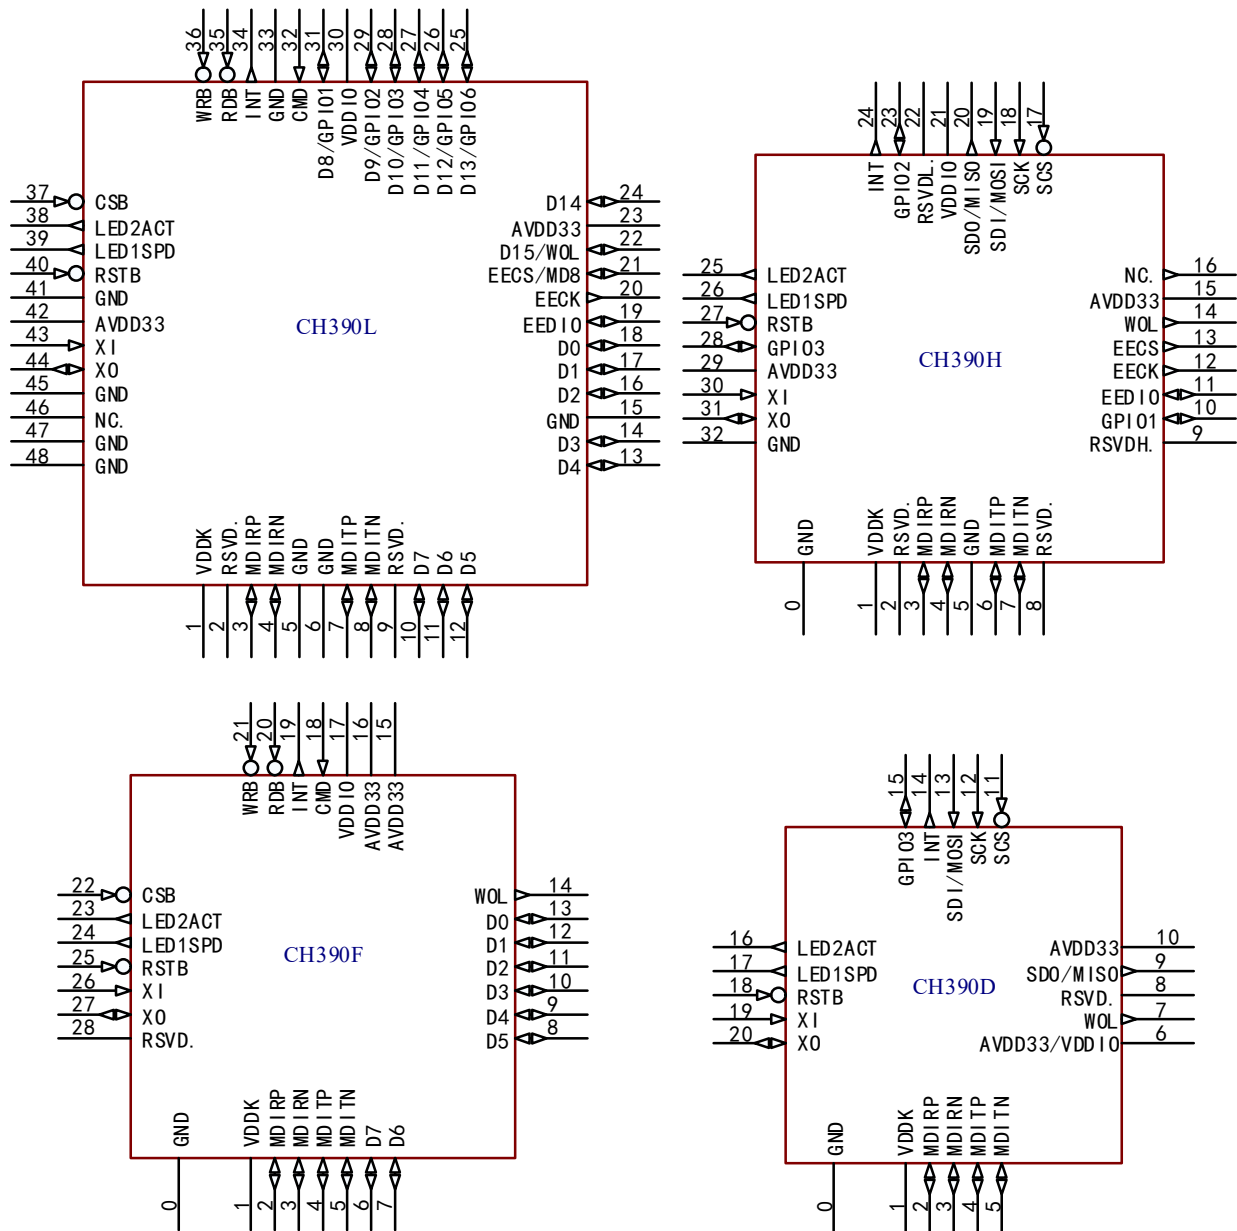 36 35 34 33 32 31 30 29 28 27 26 25
WRB RDB INT GND CMD D8/GPIO1 VDDIO D9/GPIO2 D10/GPIO3 D11/GPIO4 D12/GPIO5 D13/GPIO6
37 CSB
38 LED2ACT
39 LED1SPD
40 RSTB
41 GND
42 AVDD33
43 XI
44 XO
45 GND
46 NC.
47 GND
48 GND
CH390L
D14 24
AVDD33 23
D15/WOL 22
EECS/MD8 21
EECK 20
EEDIO 19
D0 18
D1 17
D2 16
GND 15
D3 14
D4 13
VDDK RSVD. MDIRP MDIRN GND GND MDITP MDITN RSVD. D7 D6 D5
1 2 3 4 5 6 7 8 9 10 11 12
24 23 22 21 20 19 18 17
INT GPIO2 RSVDL. VDDIO SDO/MISO SDI/MOSI SCK SCS
25 LED2ACT
26 LED1SPD
27 RSTB
28 GPIO3
29 AVDD33
30 XI
31 XO
32 GND
CH390H
NC. 16
AVDD33 15
WOL 14
EECS 13
EECK 12
EEDIO 11
GPIO1 10
RSVDH. 9
GND VDDK RSVD. MDIRP MDIRN GND MDITP MDITN RSVD.
0 1 2 3 4 5 6 7 8
21 20 19 18 17 16 15
WRB RDB INT CMD VDDIO AVDD33 AVDD33
22 CSB
23 LED2ACT
24 LED1SPD
25 RSTB
26 XI
27 XO
28 RSVD.
CH390F
WOL 14
D0 13
D1 12
D2 11
D3 10
D4 9
D5 8
GND VDDK MDIRP MDIRN MDITP MDITN D7 D6
0 1 2 3 4 5 6 7
15 14 13 12 11
GPIO3 INT SDI/MOSI SCK SCS
16 LED2ACT
17 LED1SPD
18 RSTB
19 XI
20 XO
CH390D
AVDD33 10
SDO/MISO 9
RSVD. 8
WOL 7
AVDD33/VDDIO 6
GND VDDK MDIRP MDIRN MDITP MDITN
0 1 2 3 4 5